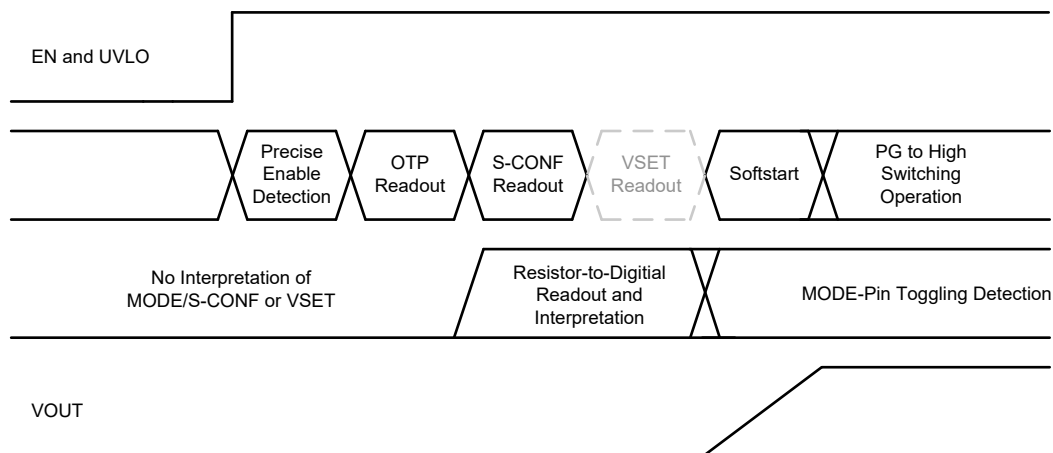 EN and UVLO
Precise
Enable
Detection
OTP
Readout
S-CONF
Readout
VSET
Readout
Softstart
PG to High
Switching
Operation
No Interpretation of
MODE/S-CONF or VSET
Resistor-to-Digitial
Readout and
Interpretation
MODE-Pin Toggling Detection
VOUT